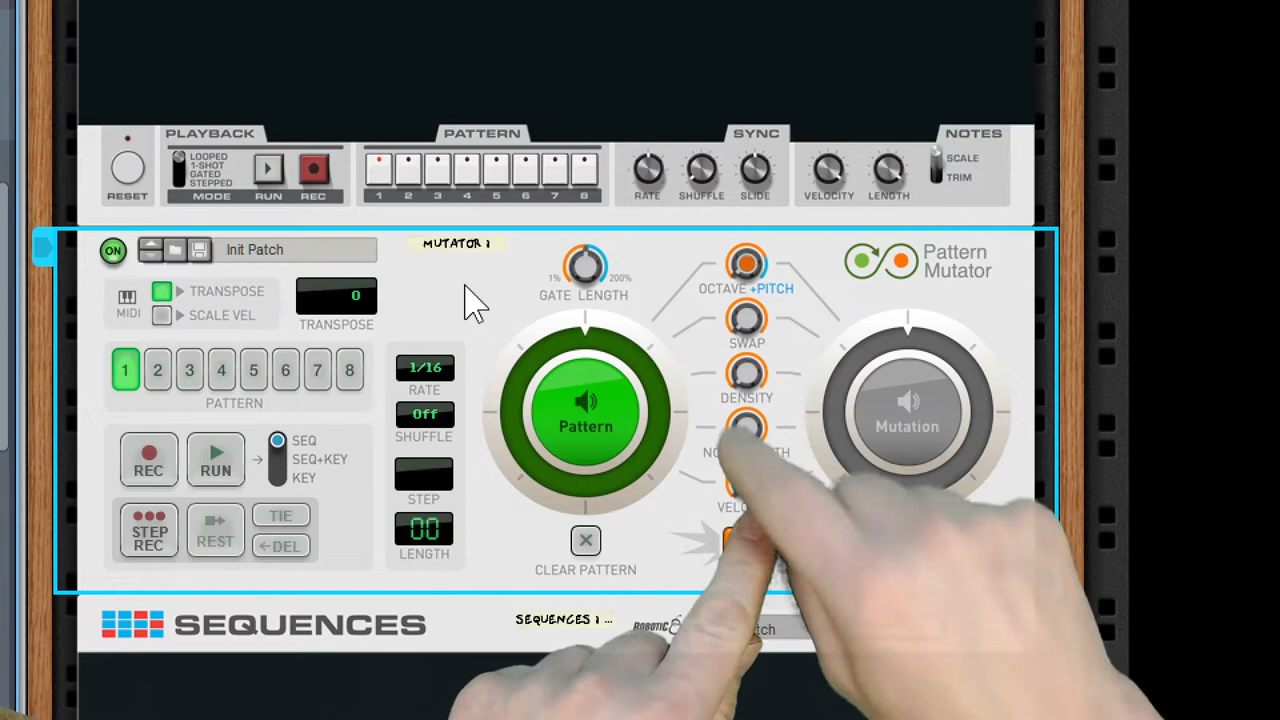 PLAYBACK PATTERN SYNC NOTES
LOOPED
1-SHOT
GATED
STEPPED
SCALE
TRIM
RESET MODE RUN REC 1 2 3 4 5 6 7 8 RATE SHUFFLE SLIDE VELOCITY LENGTH
ON Init Patch MUTATOR 1 Pattern
Mutator
1% 200%
GATE LENGTH OCTAVE +PITCH
MIDI TRANSPOSE
SCALE VEL
0
TRANSPOSE
SWAP
1 2 3 4 5 6 7 8
PATTERN
1/16
RATE
Off
SHUFFLE
STEP
00
LENGTH
DENSITY
Pattern Mutation
REC RUN SEQ
SEQ+KEY
KEY
STEP
REC
REST TIE
←DEL
CLEAR PATTERN
SEQUENCES SEQUENCES 1 ...